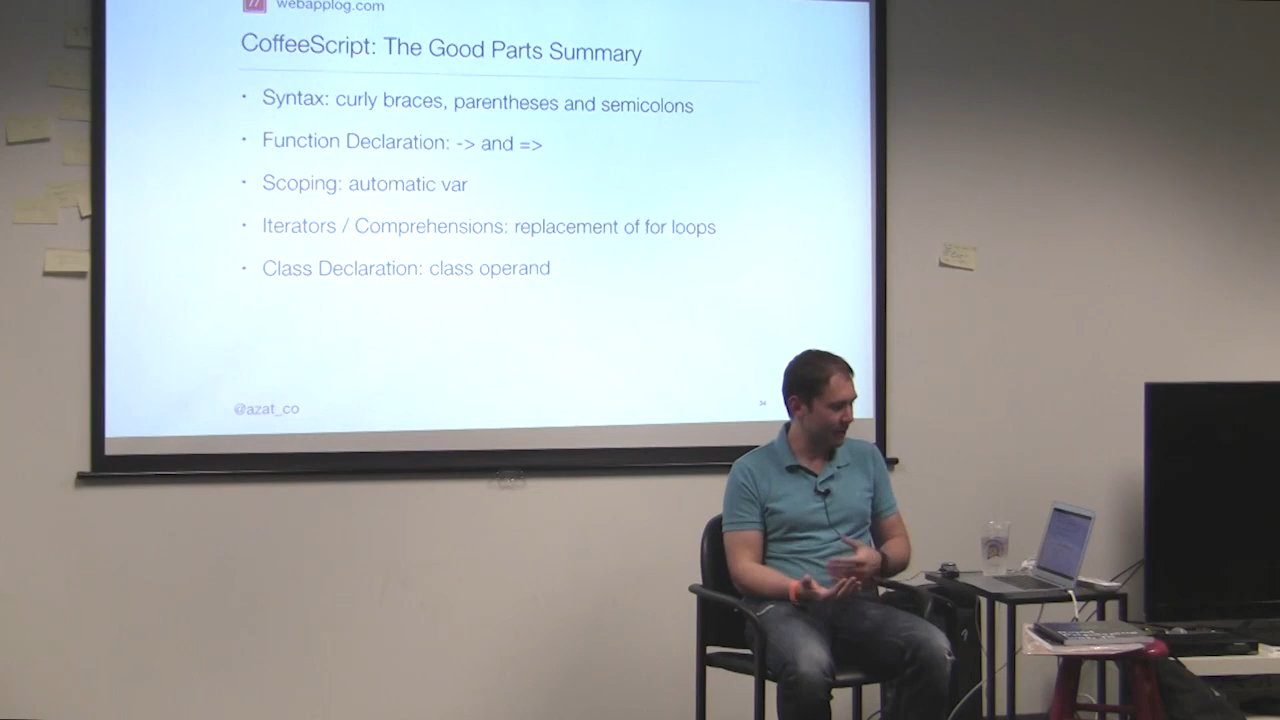 webapplog.com
CoffeeScript: The Good Parts Summary
• Syntax: curly braces, parentheses and semicolons
• Function Declaration: -> and =>
• Scoping: automatic var
• Iterators / Comprehensions: replacement of for loops
• Class Declaration: class operand
@azat_co
34